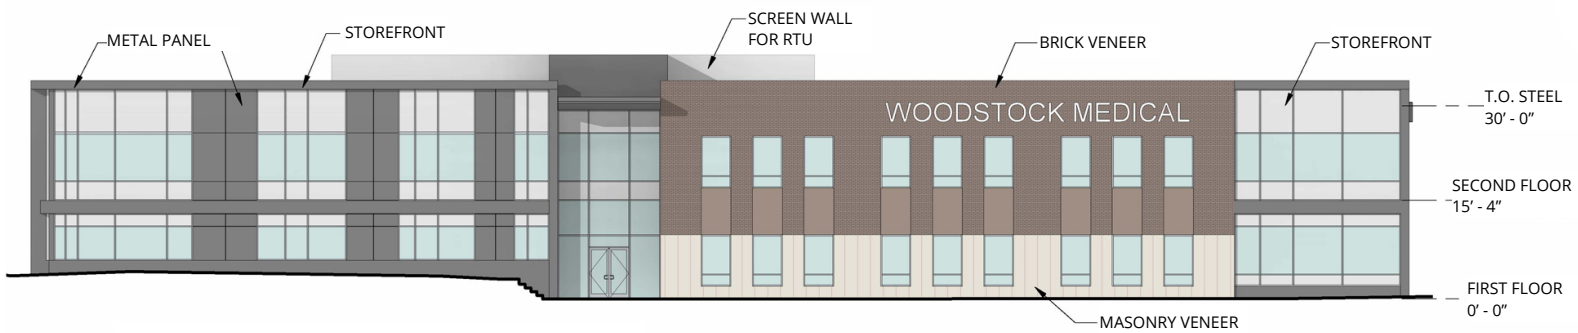 SCREEN WALL
FOR RTU
METAL PANEL
STOREFRONT
BRICK VENEER
STOREFRONT
WOODSTOCK MEDICAL
T.O. STEEL
30’ - 0”
SECOND FLOOR
15’ - 4”
FIRST FLOOR
0’ - 0”
MASONRY VENEER